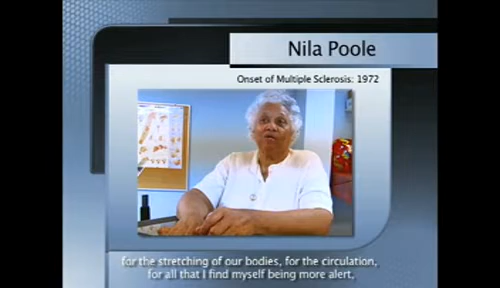 Nila Poole
Onset of Multiple Sclerosis: 1972
for the stretching of our bodies, for the circulation,
for all that I find myself being more alert,